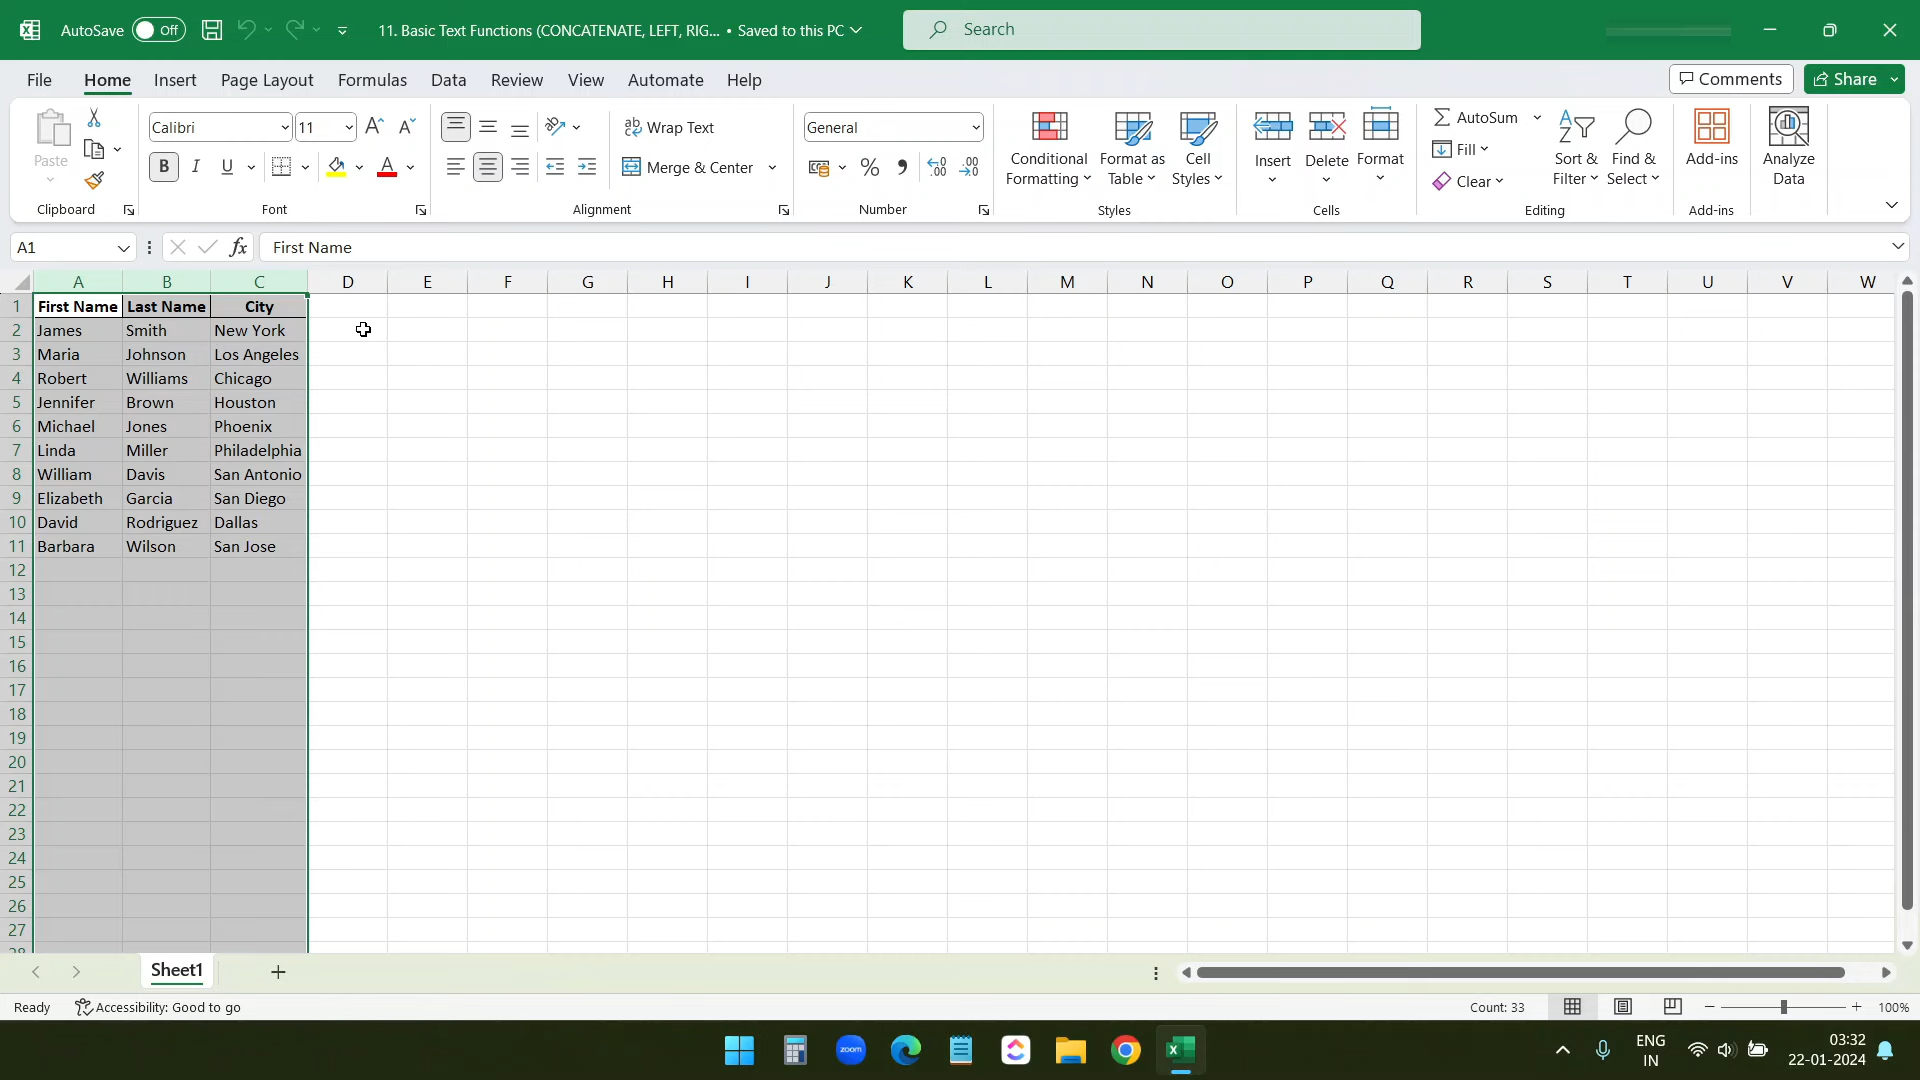 AutoSave Off 11. Basic Text Functions (CONCATENATE, LEFT, RIG... • Saved to this PC Search
File Home Insert Page Layout Formulas Data Review View Automate Help Comments Share
Paste
Clipboard
Calibri 11
B I U A
Font
Wrap Text
Merge & Center
Alignment
General
% , .00
Number
Conditional Formatting
Format as Table
Cell Styles
Styles
Insert Delete Format
Cells
AutoSum
Fill
Clear
Sort & Filter
Find & Select
Editing
Add-ins
Add-ins
Analyze Data
A1 fx First Name
A B C D E F G H I J K L M N O P Q R S T U V W
1 First Name Last Name City
2 James Smith New York
3 Maria Johnson Los Angeles
4 Robert Williams Chicago
5 Jennifer Brown Houston
6 Michael Jones Phoenix
7 Linda Miller Philadelphia
8 William Davis San Antonio
9 Elizabeth Garcia San Diego
10 David Rodriguez Dallas
11 Barbara Wilson San Jose
12
13
14
15
16
17
18
19
20
21
22
23
24
25
26
27
28
Sheet1
Ready Accessibility: Good to go Count: 33 100%
zoom ENG 03:32
IN 22-01-2024